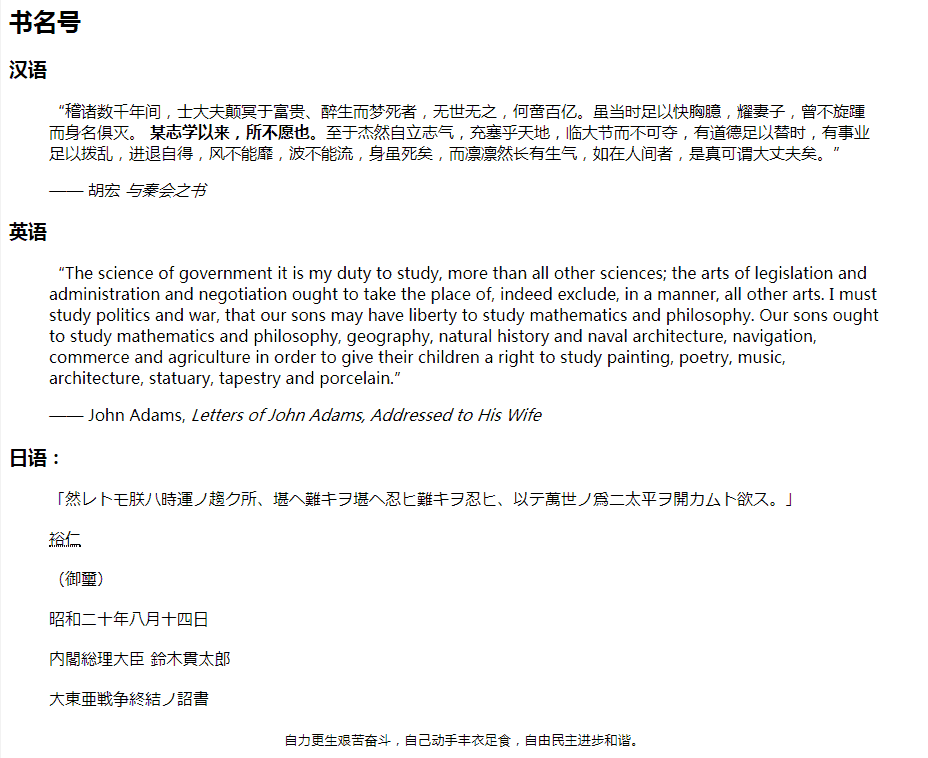 书名号
汉语
“稽诸数千年间，士大夫颠冥于富贵、醉生而梦死者，无世无之，何啻百亿。虽当时足以快胸臆，耀妻子，曾不旋踵
而身名俱灭。 某志学以来，所不愿也。至于杰然自立志气，充塞乎天地，临大节而不可夺，有道德足以替时，有事业
足以拨乱，进退自得，风不能靡，波不能流，身虽死矣，而凛凛然长有生气，如在人间者，是真可谓大丈夫矣。”
—— 胡宏 与秦会之书
英语
“The science of government it is my duty to study, more than all other sciences; the arts of legislation and
administration and negotiation ought to take the place of, indeed exclude, in a manner, all other arts. I must
study politics and war, that our sons may have liberty to study mathematics and philosophy. Our sons ought
to study mathematics and philosophy, geography, natural history and naval architecture, navigation,
commerce and agriculture in order to give their children a right to study painting, poetry, music,
architecture, statuary, tapestry and porcelain.”
—— John Adams, Letters of John Adams, Addressed to His Wife
日语：
「然レトモ朕ハ時運ノ趨ク所、堪ヘ難キヲ堪ヘ忍ヒ難キヲ忍ヒ、以テ萬世ノ爲ニ太平ヲ開カムト欲ス。」
裕仁
（御璽）
昭和二十年八月十四日
内閣総理大臣 鈴木貫太郎
大東亜戦争終結ノ詔書
自力更生艰苦奋斗，自己动手丰衣足食，自由民主进步和谐。